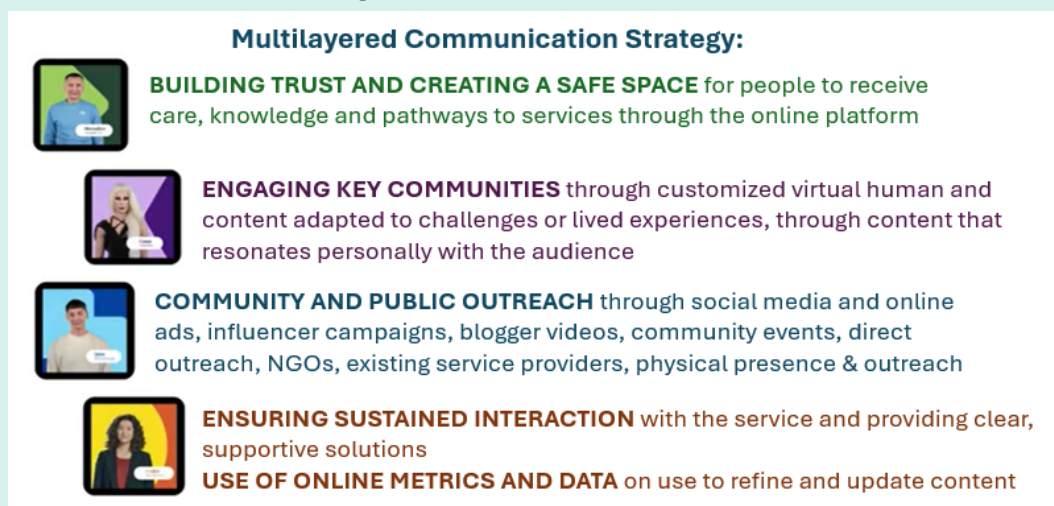 Multilayered Communication Strategy:
BUILDING TRUST AND CREATING A SAFE SPACE for people to receive
care, knowledge and pathways to services through the online platform
ENGAGING KEY COMMUNITIES through customized virtual human and
content adapted to challenges or lived experiences, through content that
resonates personally with the audience
COMMUNITY AND PUBLIC OUTREACH through social media and online
ads, influencer campaigns, blogger videos, community events, direct
outreach, NGOs, existing service providers, physical presence & outreach
ENSURING SUSTAINED INTERACTION with the service and providing clear,
supportive solutions
USE OF ONLINE METRICS AND DATA on use to refine and update content